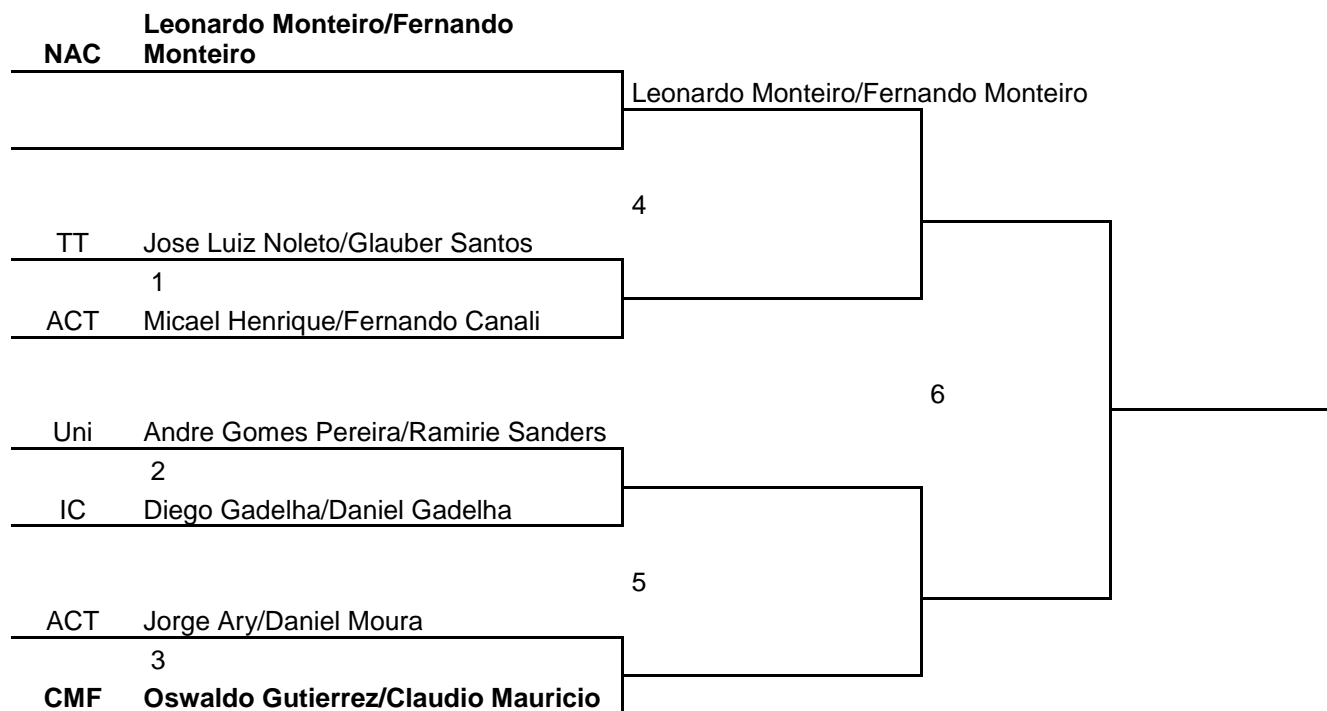 Leonardo Monteiro/Fernando
NAC Monteiro
Leonardo Monteiro/Fernando Monteiro
4
TT Jose Luiz Noleto/Glauber Santos
1
ACT Micael Henrique/Fernando Canali
6
Uni Andre Gomes Pereira/Ramirie Sanders
2
IC Diego Gadelha/Daniel Gadelha
5
ACT Jorge Ary/Daniel Moura
3
CMF Oswaldo Gutierrez/Claudio Mauricio